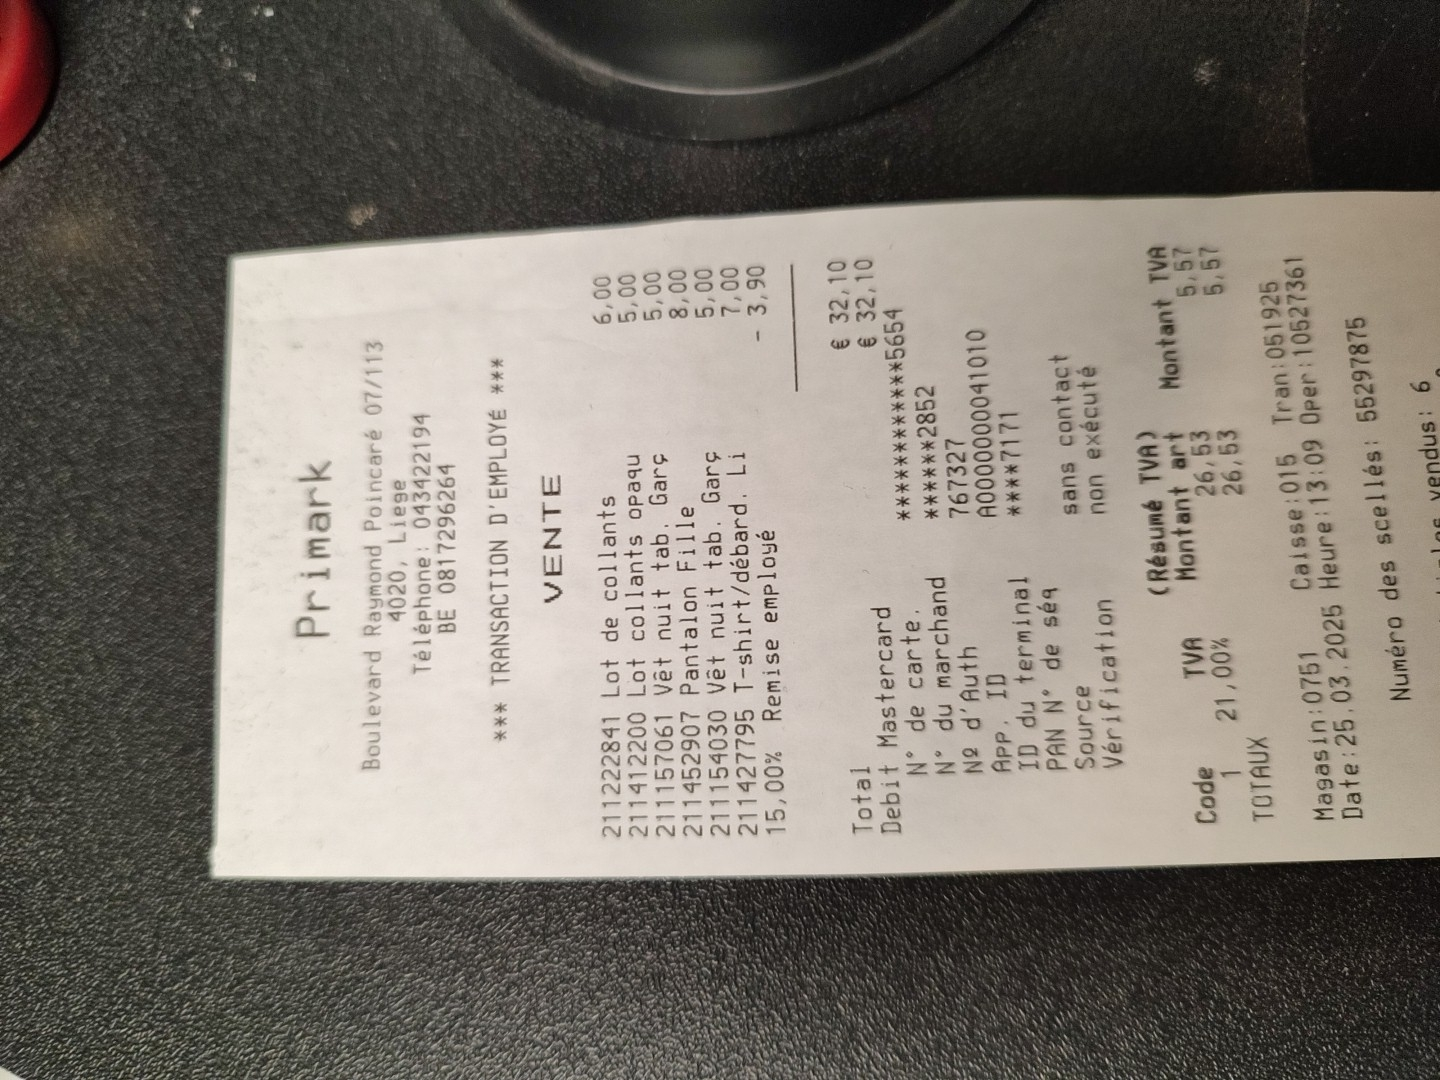 Primark
Boulevard Raymond Poincaré 07/113
4020, Liege
Téléphone: 043422194
BE 0817296264
*** TRANSACTION D'EMPLOYÉ ***
VENTE
211222841 Lot de collants 6,00
211412200 Lot collants opaqu 5,00
211157061 Vêt nuit tab. Garç 5,00
211452907 Pantalon Fille 8,00
211154030 Vêt nuit tab. Garç 5,00
211427795 T-shirt/débard. Li 7,00
15,00% Remise employé - 3,90
Total € 32,10
Debit Mastercard € 32,10
N° de carte. ************5654
N° du marchand ******2852
Nº d'Auth 767327
App. ID A0000000041010
ID du terminal ****7171
PAN N° de séq
Source sans contact
Vérification non exécuté
(Résumé TVA)
Code TVA Montant art Montant TVA
1 21,00% 26,53 5,57
TOTAUX 26,53 5,57
Magasin:0751 Caisse:015 Tran:051925
Date:25.03.2025 Heure:13:09 Oper:10527361
Numéro des scellés: 55297875
vendus: 6